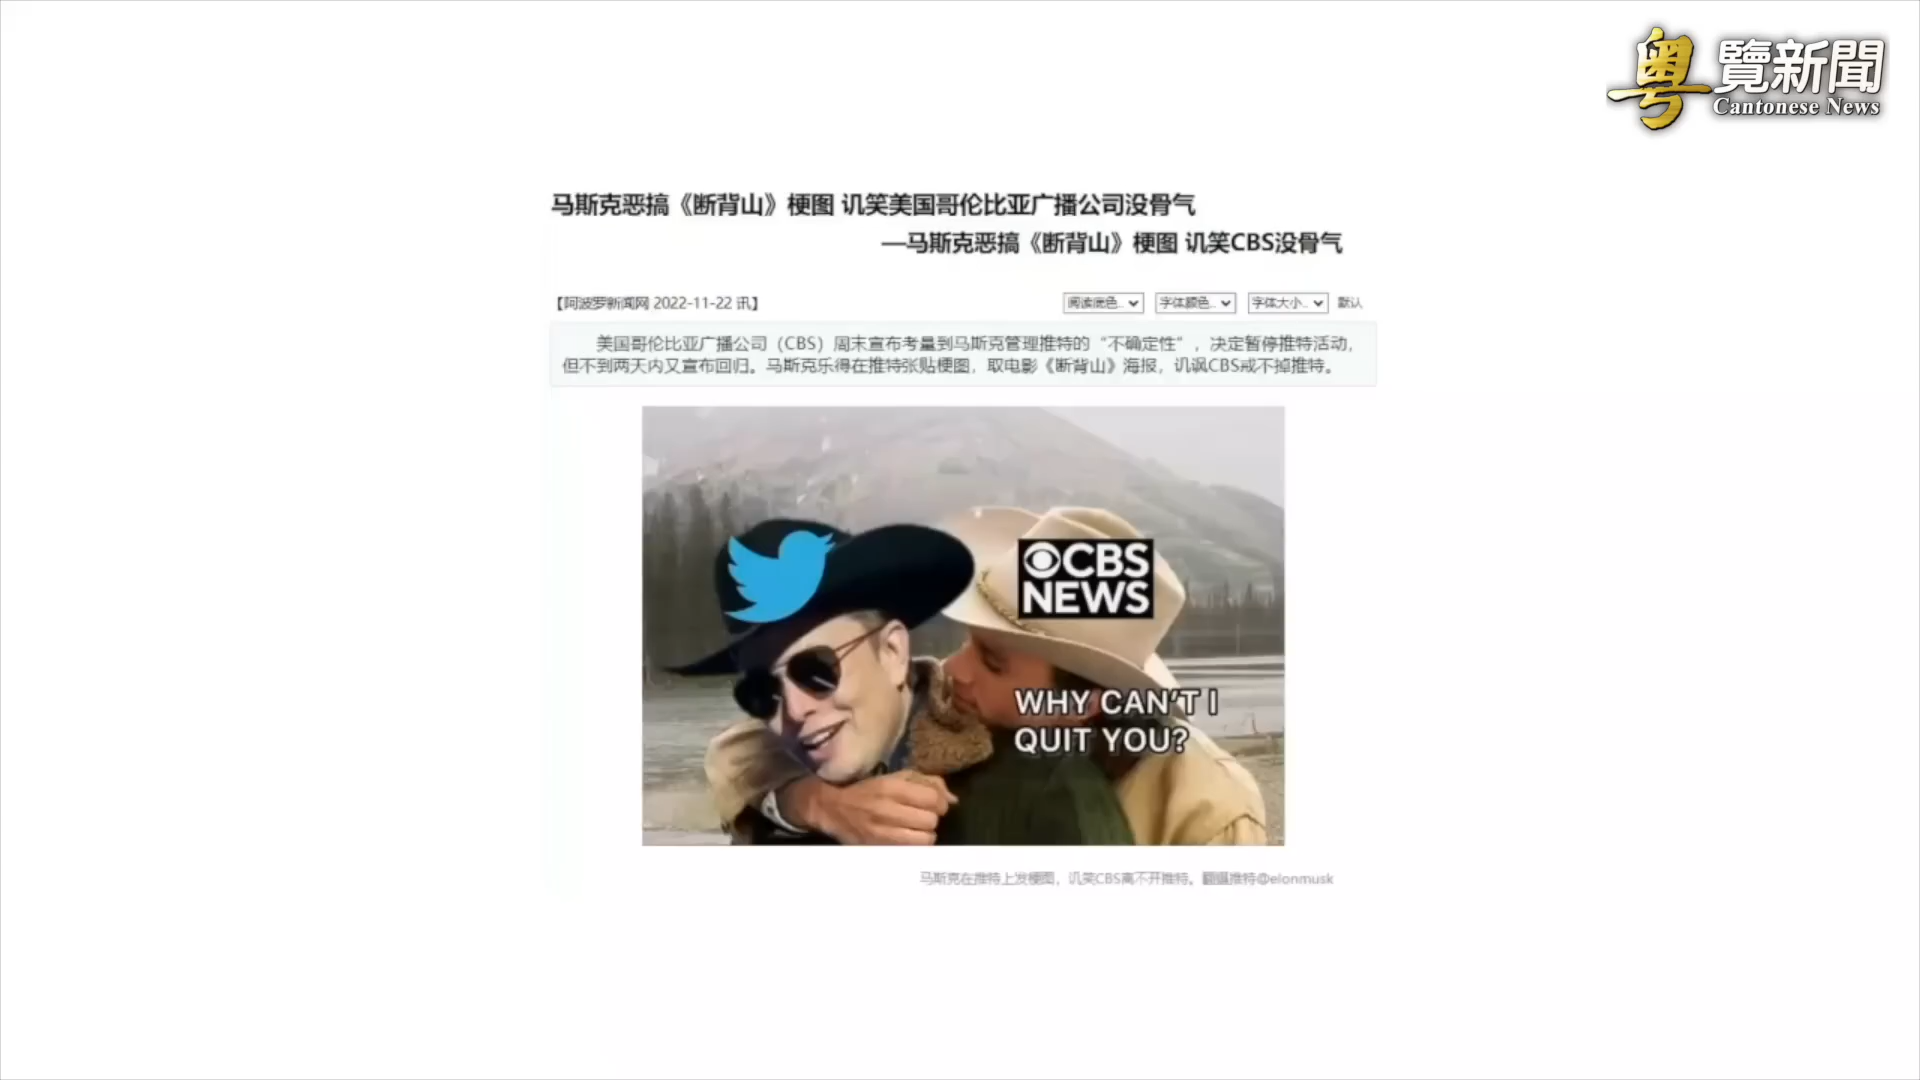 粤覽新聞
Cantonese News
马斯克恶搞《断背山》梗图 讥笑美国哥伦比亚广播公司没骨气
—马斯克恶搞《断背山》梗图 讥笑CBS没骨气
【阿波罗新闻网 2022-11-22 讯】
阅读底色.. 字体颜色.. 字体大小.. 默认
美国哥伦比亚广播公司（CBS）周末宣布考量到马斯克管理推特的“不确定性”，决定暂停推特活动，
但不到两天内又宣布回归。马斯克乐得在推特张贴梗图，取电影《断背山》海报，讥讽CBS戒不掉推特。
CBS
NEWS
WHY CAN'T I
QUIT YOU?
马斯克在推特上发梗图，讥笑CBS离不开推特。翻摄推特@elonmusk